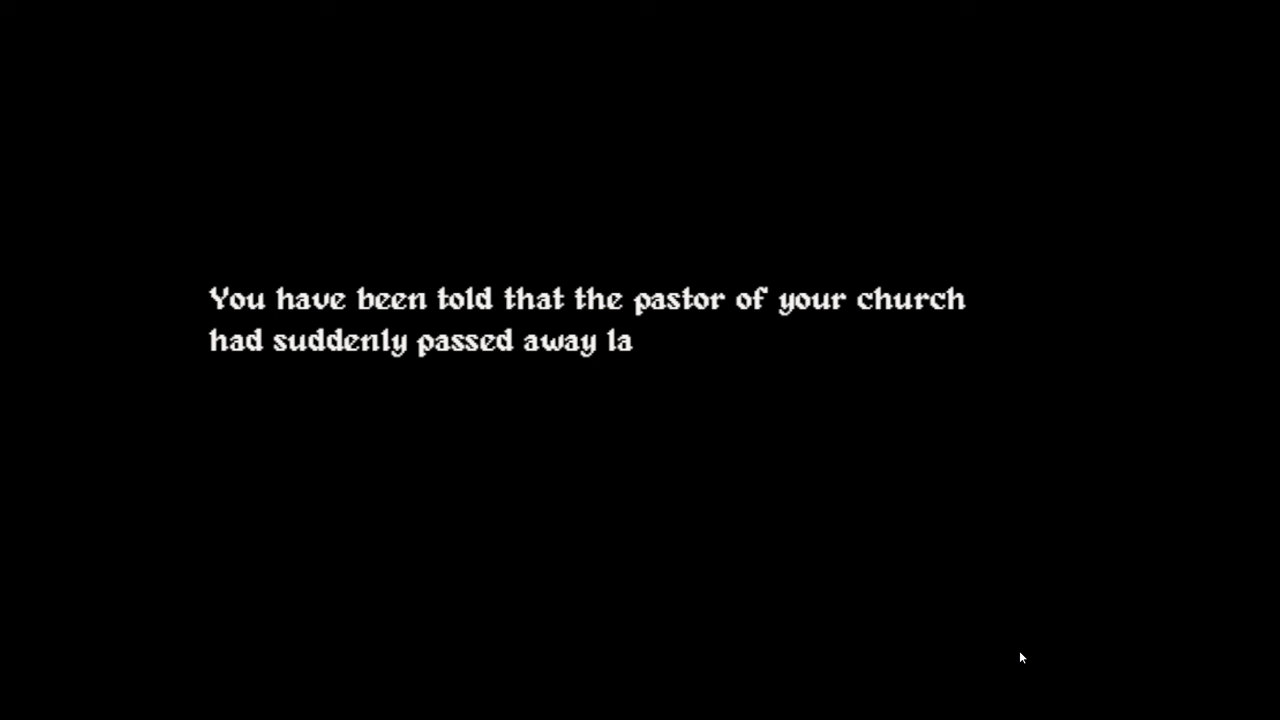 You have been told that the pastor of your church
had suddenly passed away la